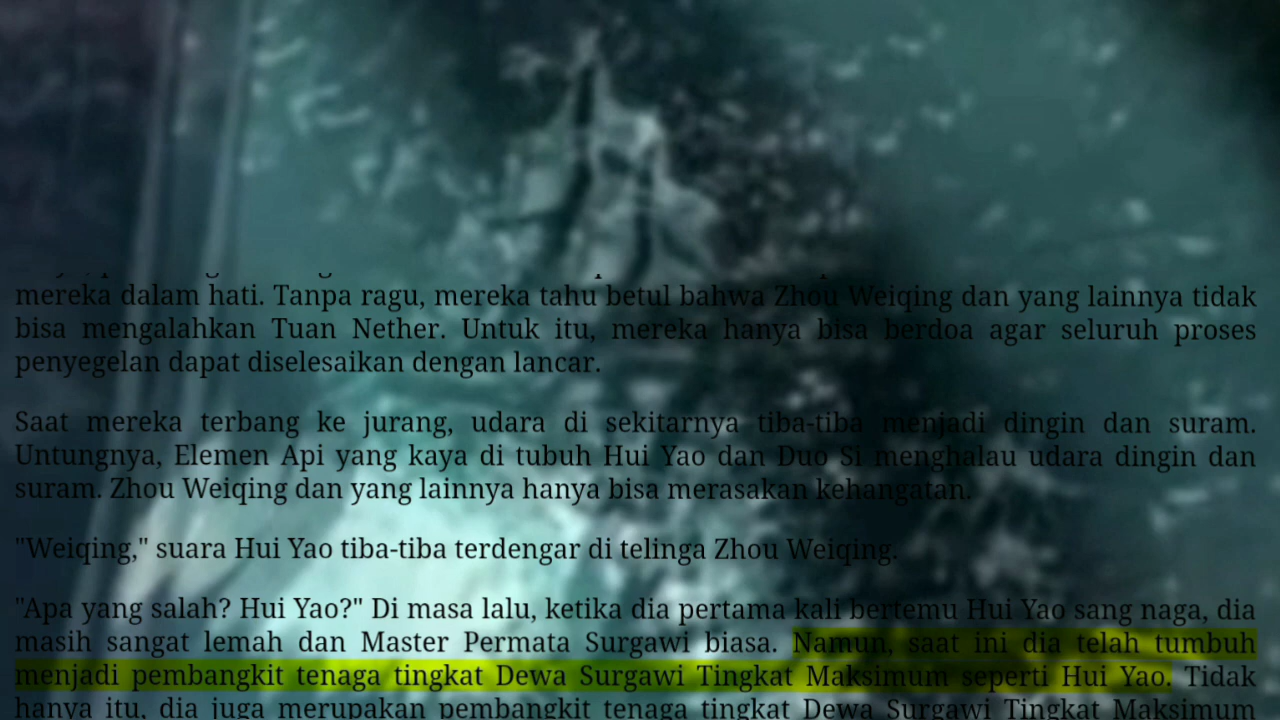 mereka dalam hati. Tanpa ragu, mereka tahu betul bahwa Zhou Weiqing dan yang lainnya tidak
bisa mengalahkan Tuan Nether. Untuk itu, mereka hanya bisa berdoa agar seluruh proses
penyegelan dapat diselesaikan dengan lancar.
Saat mereka terbang ke jurang, udara di sekitarnya tiba-tiba menjadi dingin dan suram.
Untungnya, Elemen Api yang kaya di tubuh Hui Yao dan Duo Si menghalau udara dingin dan
suram. Zhou Weiqing dan yang lainnya hanya bisa merasakan kehangatan.
"Weiqing," suara Hui Yao tiba-tiba terdengar di telinga Zhou Weiqing.
"Apa yang salah? Hui Yao?" Di masa lalu, ketika dia pertama kali bertemu Hui Yao sang naga, dia
masih sangat lemah dan Master Permata Surgawi biasa. Namun, saat ini dia telah tumbuh
menjadi pembangkit tenaga tingkat Dewa Surgawi Tingkat Maksimum seperti Hui Yao. Tidak
hanya itu, dia juga merupakan pembangkit tenaga tingkat Dewa Surgawi Tingkat Maksimum